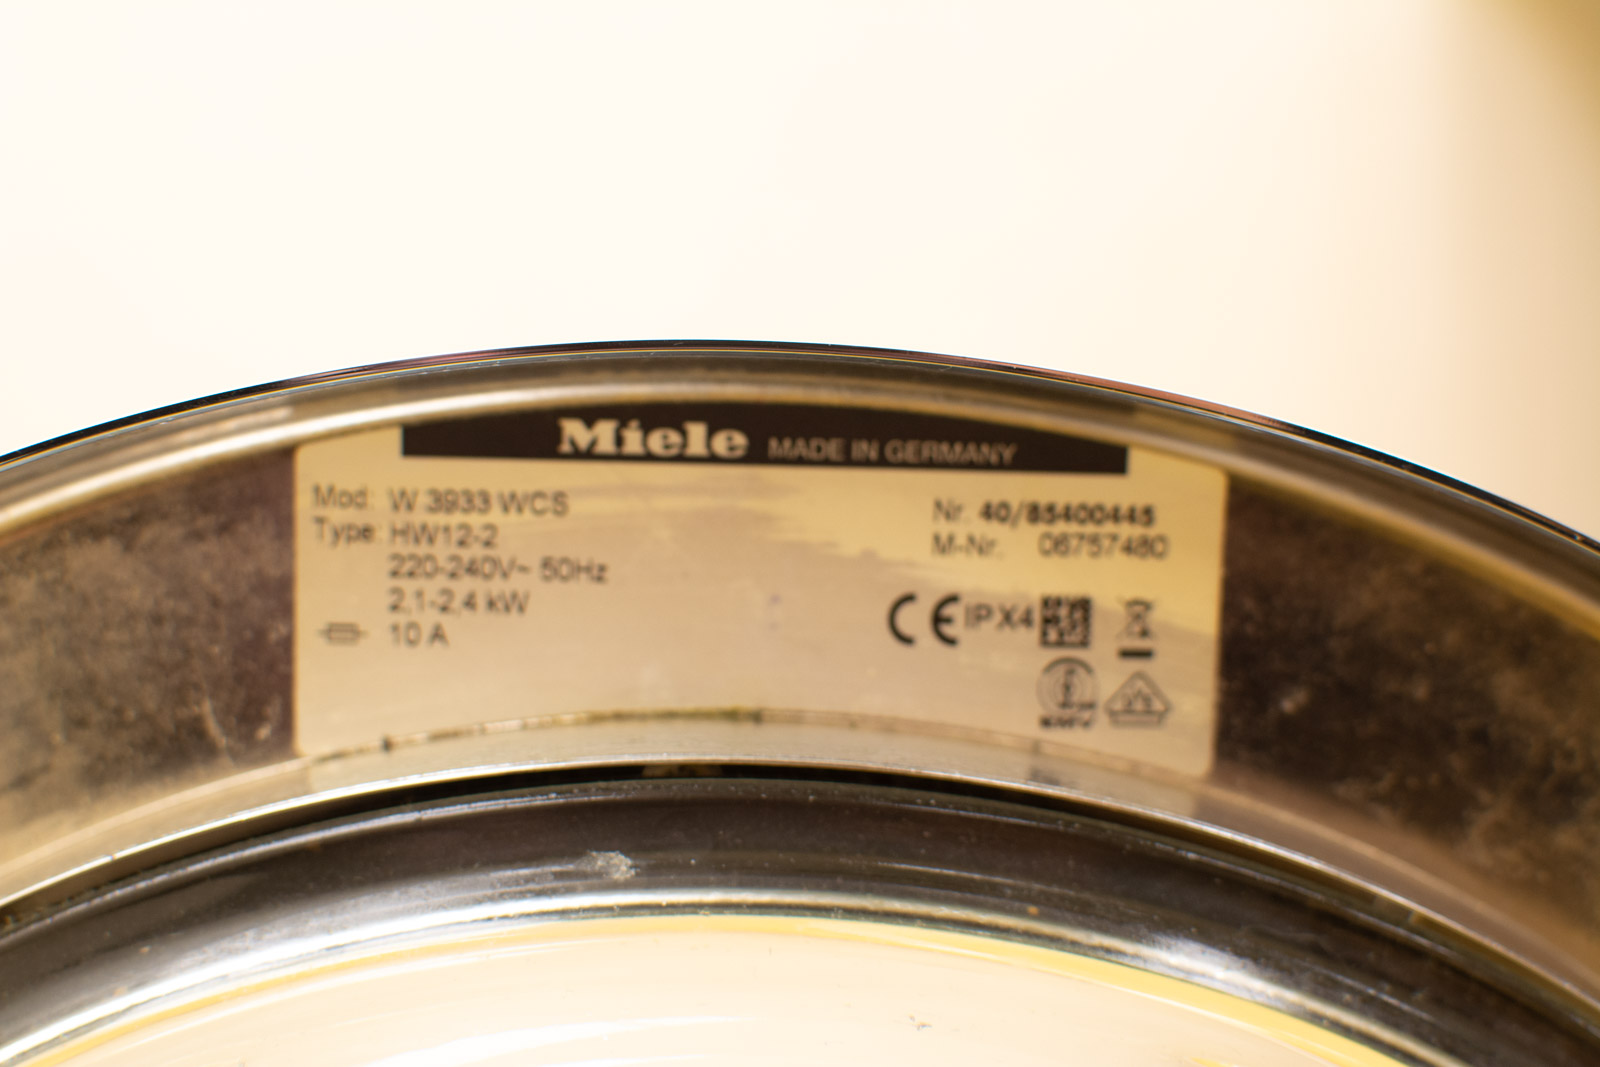 Miele MADE IN GERMANY
Mod: W 3933 WCS
Type: HW12-2
220-240V~ 50Hz
2,1-2,4 kW
10 A
Nr. 40/85400445
M-Nr. 06757480
CE IPX4